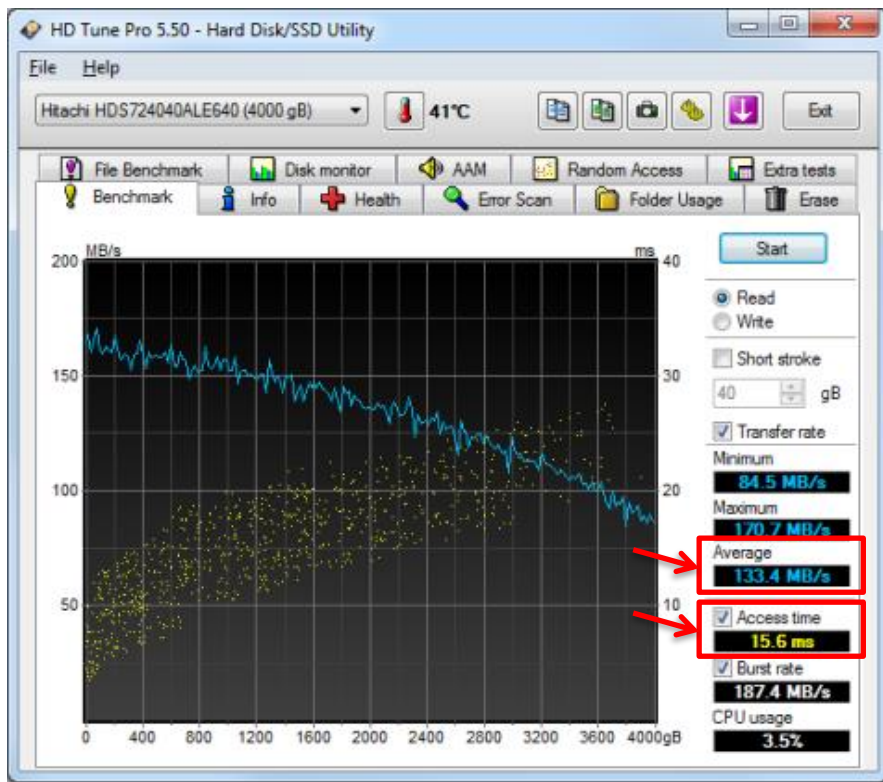 HD Tune Pro 5.50 - Hard Disk/SSD Utility
File Help
Hitachi HDS724040ALE640 (4000 gB) 41°C Exit
File Benchmark Disk monitor AAM Random Access Extra tests
Benchmark Info Health Error Scan Folder Usage Erase
MB/s ms
200 40
150 30
100 20
50 10
0 400 800 1200 1600 2000 2400 2800 3200 3600 4000gB
Start
Read
Write
Short stroke
40 gB
Transfer rate
Minimum
84.5 MB/s
Maximum
170.7 MB/s
Average
133.4 MB/s
Access time
15.6 ms
Burst rate
187.4 MB/s
CPU usage
3.5%